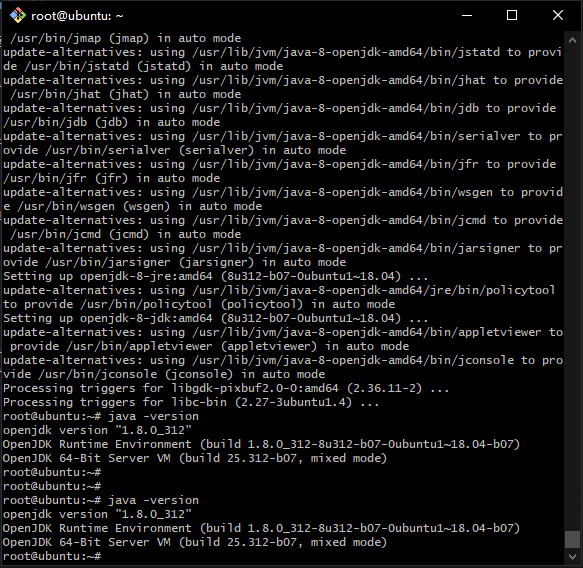 root@ubuntu: ~
 /usr/bin/jmap (jmap) in auto mode
update-alternatives: using /usr/lib/jvm/java-8-openjdk-amd64/bin/jstatd to provi
de /usr/bin/jstatd (jstatd) in auto mode
update-alternatives: using /usr/lib/jvm/java-8-openjdk-amd64/bin/jhat to provide
 /usr/bin/jhat (jhat) in auto mode
update-alternatives: using /usr/lib/jvm/java-8-openjdk-amd64/bin/jdb to provide
/usr/bin/jdb (jdb) in auto mode
update-alternatives: using /usr/lib/jvm/java-8-openjdk-amd64/bin/serialver to pr
ovide /usr/bin/serialver (serialver) in auto mode
update-alternatives: using /usr/lib/jvm/java-8-openjdk-amd64/bin/jfr to provide
/usr/bin/jfr (jfr) in auto mode
update-alternatives: using /usr/lib/jvm/java-8-openjdk-amd64/bin/wsgen to provid
e /usr/bin/wsgen (wsgen) in auto mode
update-alternatives: using /usr/lib/jvm/java-8-openjdk-amd64/bin/jcmd to provide
 /usr/bin/jcmd (jcmd) in auto mode
update-alternatives: using /usr/lib/jvm/java-8-openjdk-amd64/bin/jarsigner to pr
ovide /usr/bin/jarsigner (jarsigner) in auto mode
Setting up openjdk-8-jre:amd64 (8u312-b07-0ubuntu1~18.04) ...
update-alternatives: using /usr/lib/jvm/java-8-openjdk-amd64/jre/bin/policytool
to provide /usr/bin/policytool (policytool) in auto mode
Setting up openjdk-8-jdk:amd64 (8u312-b07-0ubuntu1~18.04) ...
update-alternatives: using /usr/lib/jvm/java-8-openjdk-amd64/bin/appletviewer to
 provide /usr/bin/appletviewer (appletviewer) in auto mode
update-alternatives: using /usr/lib/jvm/java-8-openjdk-amd64/bin/jconsole to pro
vide /usr/bin/jconsole (jconsole) in auto mode
Processing triggers for libgdk-pixbuf2.0-0:amd64 (2.36.11-2) ...
Processing triggers for libc-bin (2.27-3ubuntu1.4) ...
root@ubuntu:~# java -version
openjdk version "1.8.0_312"
OpenJDK Runtime Environment (build 1.8.0_312-8u312-b07-0ubuntu1~18.04-b07)
OpenJDK 64-Bit Server VM (build 25.312-b07, mixed mode)
root@ubuntu:~#
root@ubuntu:~#
root@ubuntu:~# java -version
openjdk version "1.8.0_312"
OpenJDK Runtime Environment (build 1.8.0_312-8u312-b07-0ubuntu1~18.04-b07)
OpenJDK 64-Bit Server VM (build 25.312-b07, mixed mode)
root@ubuntu:~#